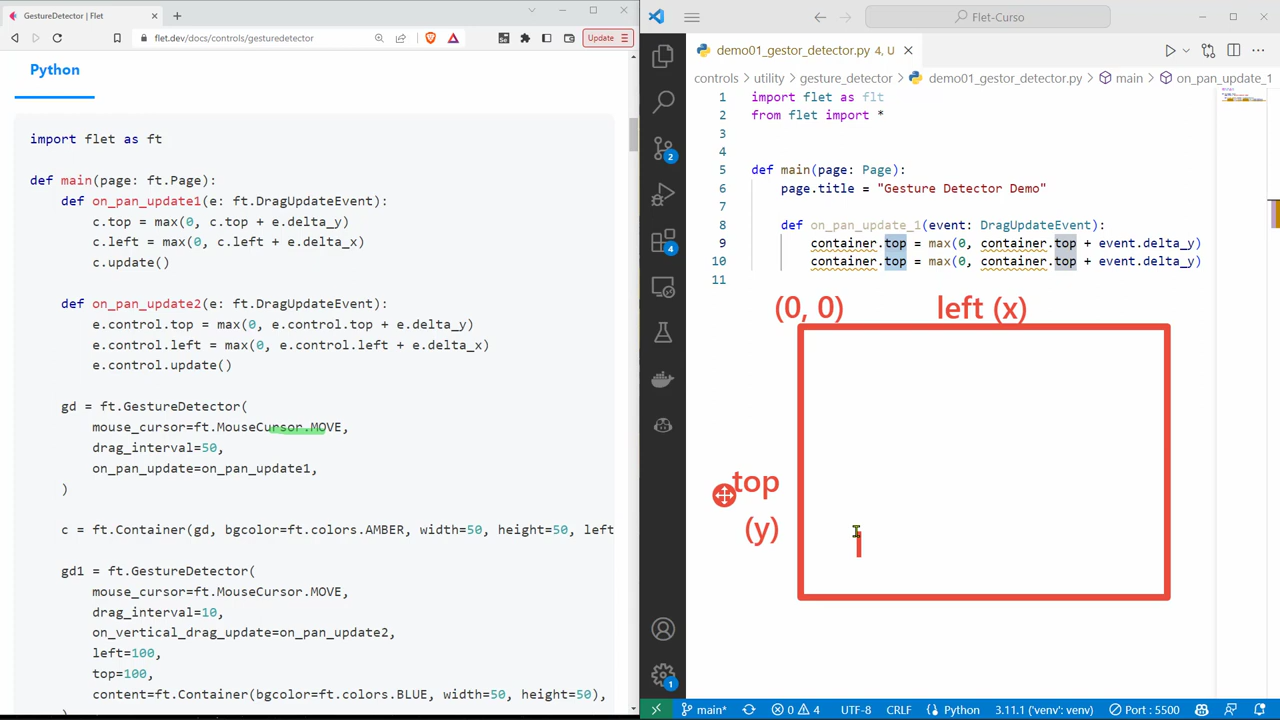 GestureDetector | Flet
flet.dev/docs/controls/gesturedetector
Update
Python
import flet as ft
def main(page: ft.Page):
def on_pan_update1(e: ft.DragUpdateEvent):
c.top = max(0, c.top + e.delta_y)
c.left = max(0, c.left + e.delta_x)
c.update()
def on_pan_update2(e: ft.DragUpdateEvent):
e.control.top = max(0, e.control.top + e.delta_y)
e.control.left = max(0, e.control.left + e.delta_x)
e.control.update()
gd = ft.GestureDetector(
mouse_cursor=ft.MouseCursor.MOVE,
drag_interval=50,
on_pan_update=on_pan_update1,
)
c = ft.Container(gd, bgcolor=ft.colors.AMBER, width=50, height=50, left
gd1 = ft.GestureDetector(
mouse_cursor=ft.MouseCursor.MOVE,
drag_interval=10,
on_vertical_drag_update=on_pan_update2,
left=100,
top=100,
content=ft.Container(bgcolor=ft.colors.BLUE, width=50, height=50),
Flet-Curso
demo01_gestor_detector.py 4, U
controls > utility > gesture_detector > demo01_gestor_detector.py > main > on_pan_update_1
1 import flet as flt
2 from flet import *
3
4
5 def main(page: Page):
6 page.title = "Gesture Detector Demo"
7
8 def on_pan_update_1(event: DragUpdateEvent):
9 container.top = max(0, container.top + event.delta_y)
10 container.top = max(0, container.top + event.delta_y)
11
(0, 0) left (x)
top
(y)
2
4
1
main* 0 4 UTF-8 CRLF Python 3.11.1 ('venv': venv) Port : 5500